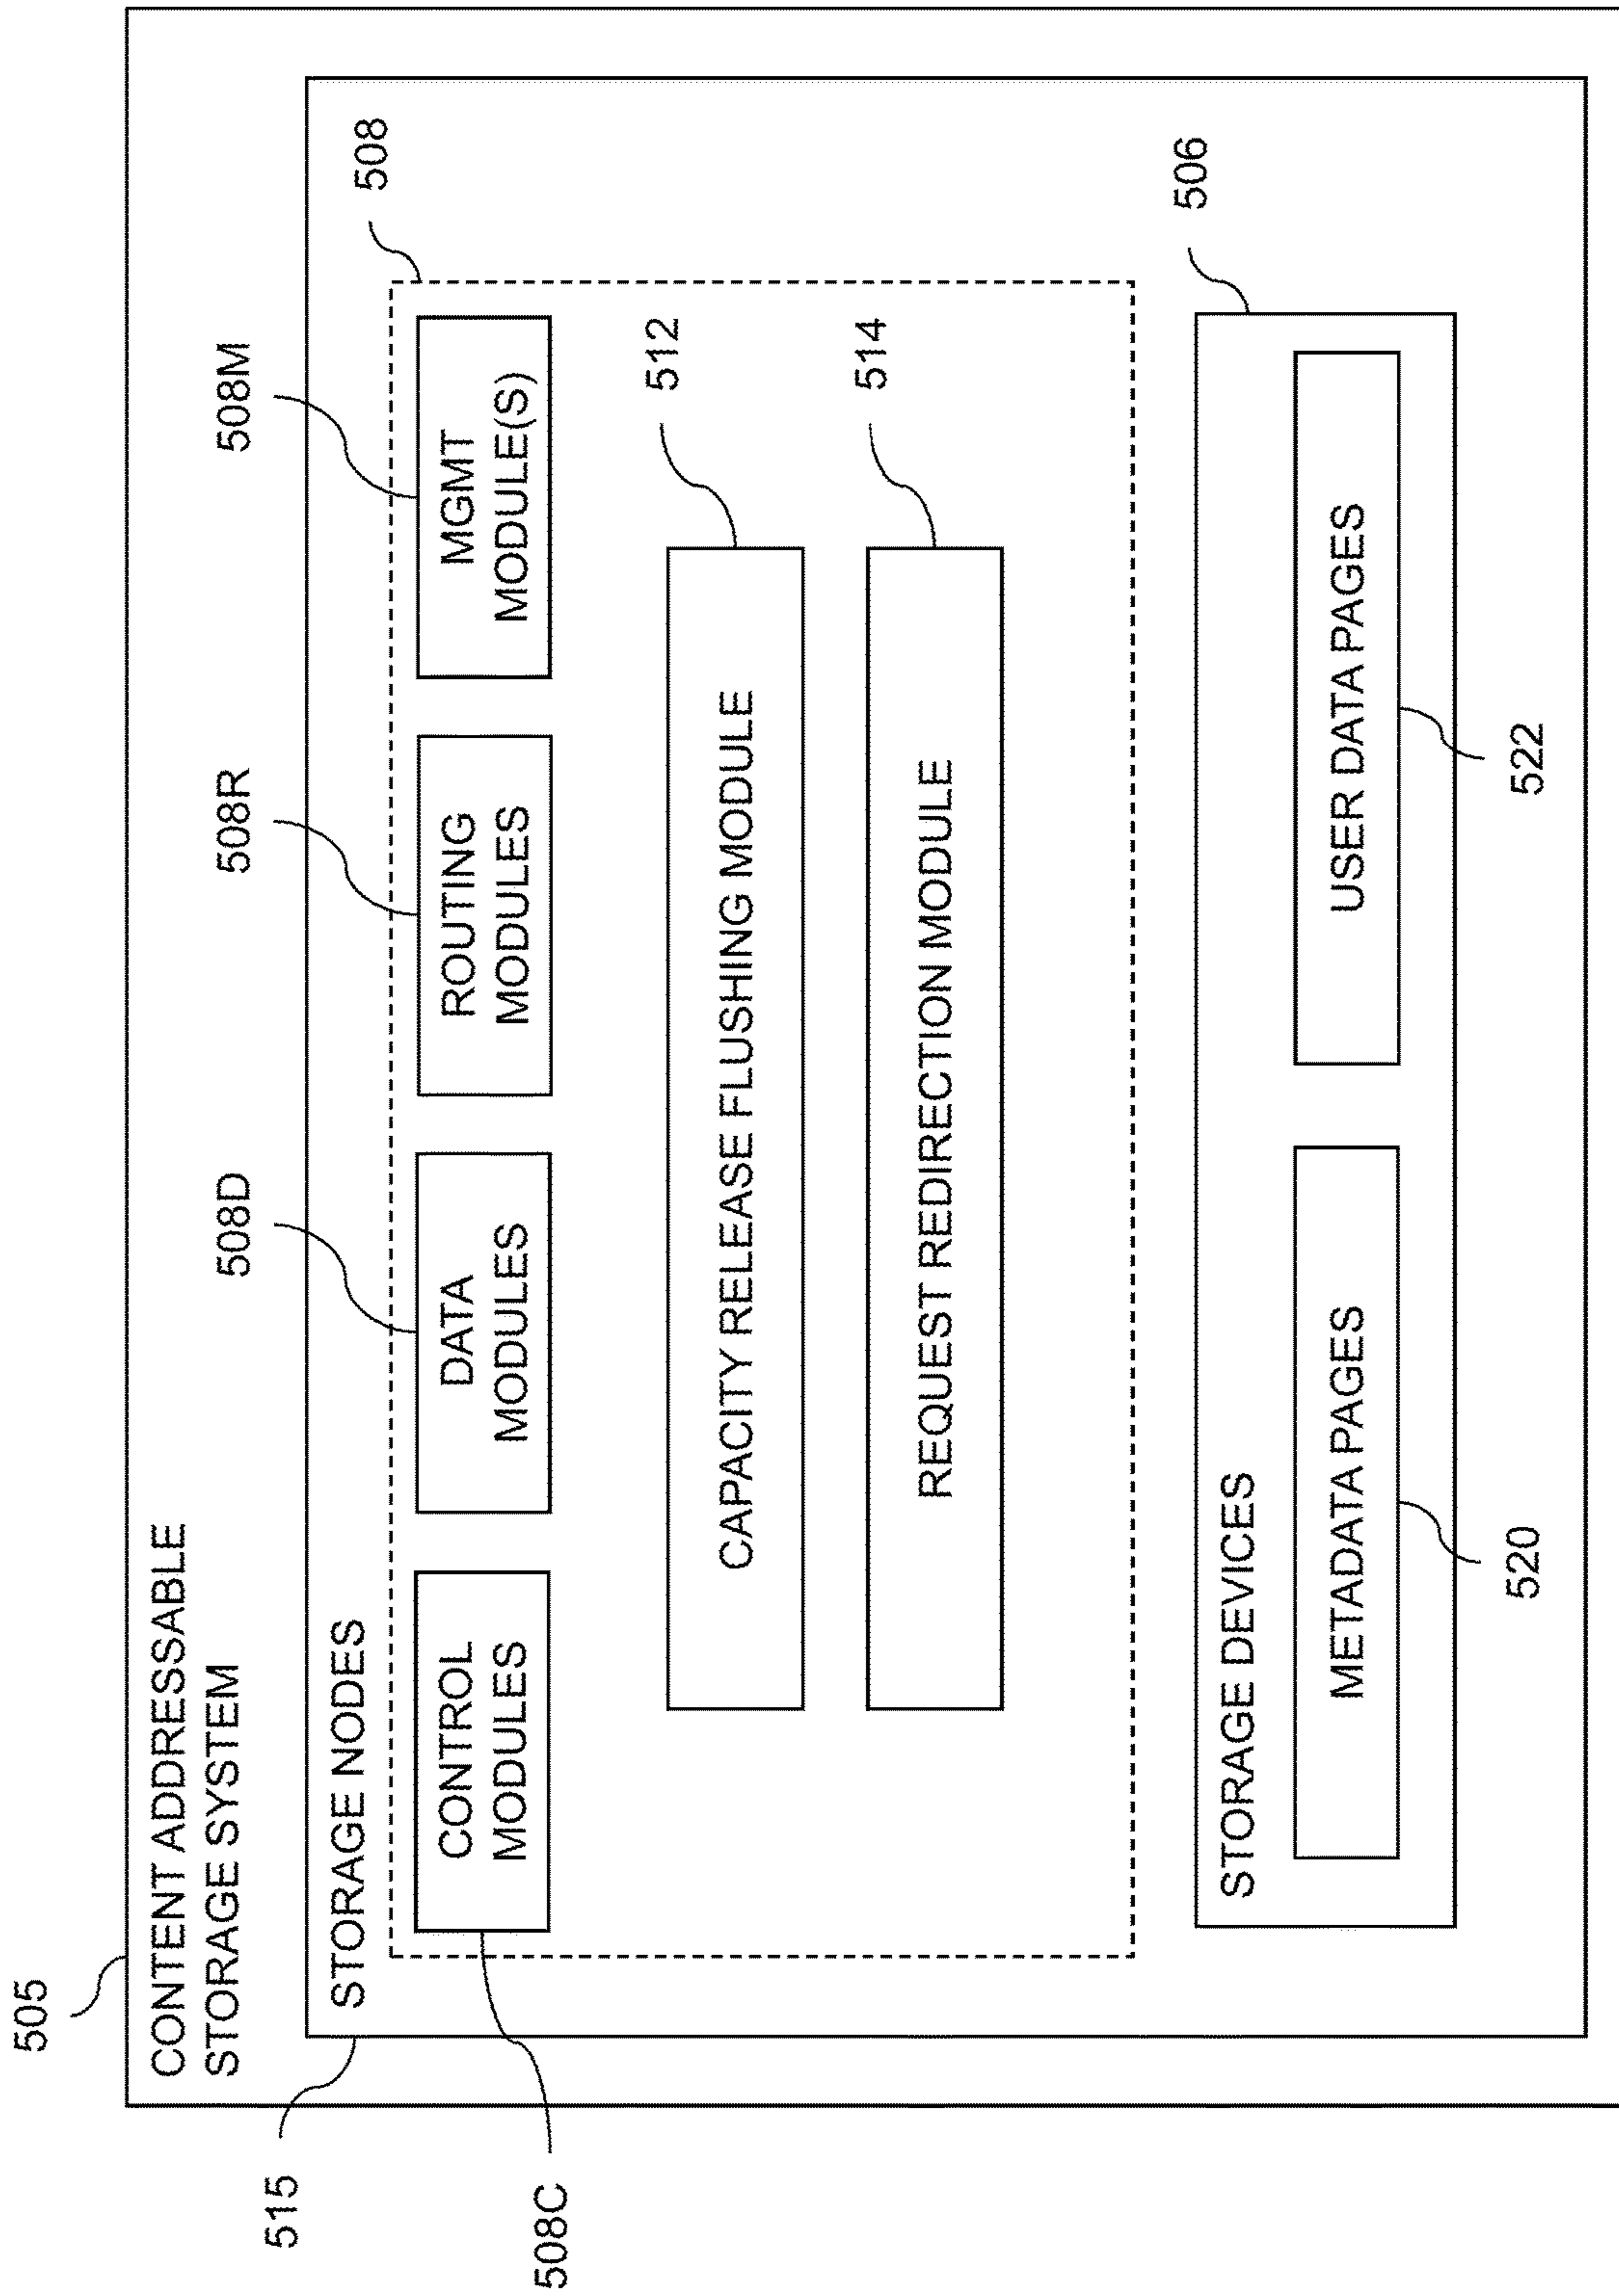 505
CONTENT ADDRESSABLE
STORAGE SYSTEM
508D
508R
508M
515
STORAGE NODES
508
CONTROL
MODULES
DATA
MODULES
ROUTING
MODULES
MGMT
MODULE(S)
508C
512
CAPACITY RELEASE FLUSHING MODULE
514
REQUEST REDIRECTION MODULE
506
STORAGE DEVICES
METADATA PAGES
USER DATA PAGES
520
522